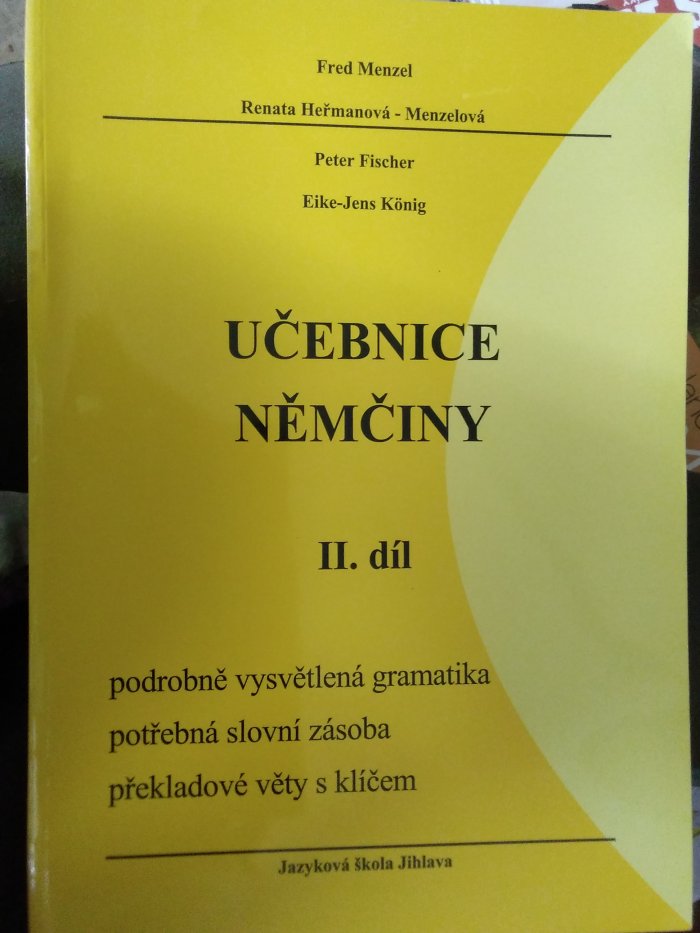 Fred Menzel
Renata Heřmanová - Menzelová
Peter Fischer
Eike-Jens König
UČEBNICE
NĚMČINY
II. díl
podrobně vysvětlená gramatika
potřebná slovní zásoba
překladové věty s klíčem
Jazyková škola Jihlava